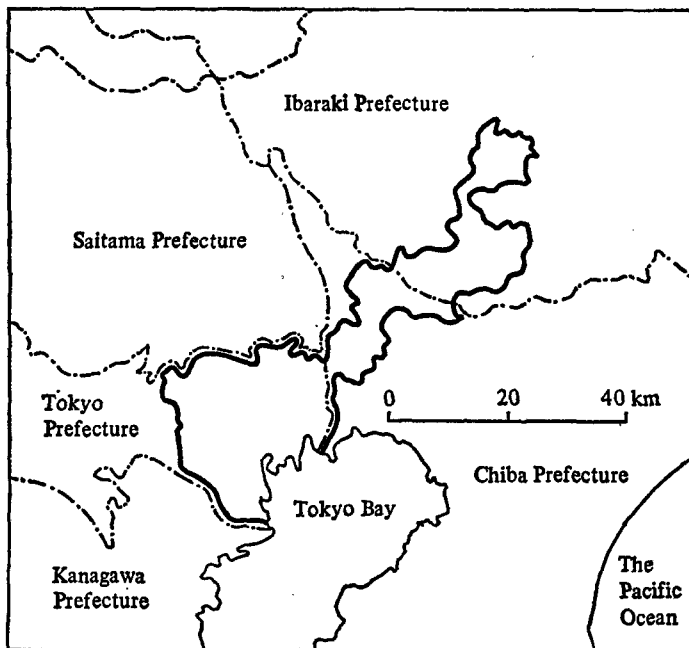 Ibaraki Prefecture
Saitama Prefecture
Tokyo
Prefecture
0 20 40 km
Chiba Prefecture
Tokyo Bay
Kanagawa
Prefecture
The
Pacific
Ocean